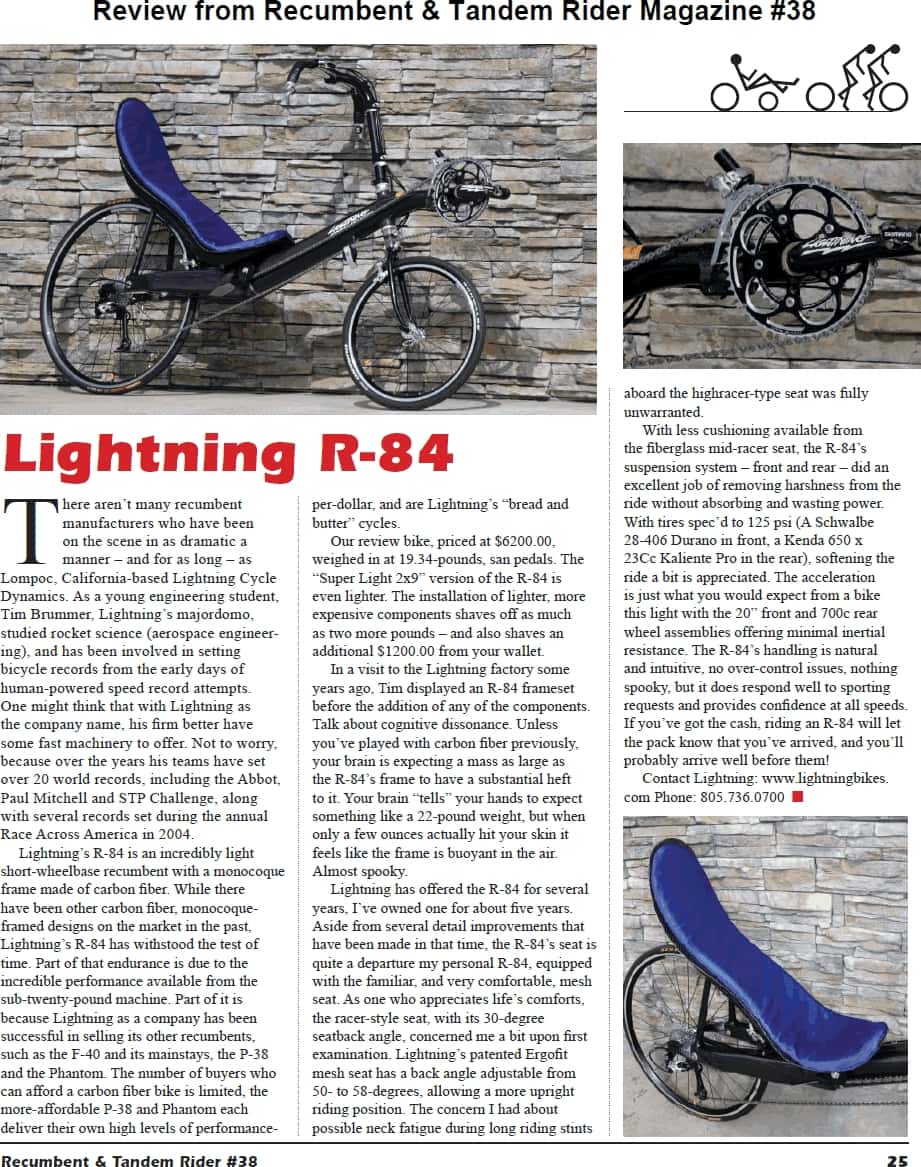 Review from Recumbent & Tandem Rider Magazine #38
LIGHTNING
LIGHTNING
SHIMANO
Lightning R-84
There aren’t many recumbent
manufacturers who have been
on the scene in as dramatic a
manner – and for as long – as
Lompoc, California-based Lightning Cycle
Dynamics. As a young engineering student,
Tim Brummer, Lightning’s majordomo,
studied rocket science (aerospace engineer-
ing), and has been involved in setting
bicycle records from the early days of
human-powered speed record attempts.
One might think that with Lightning as
the company name, his firm better have
some fast machinery to offer. Not to worry,
because over the years his teams have set
over 20 world records, including the Abbot,
Paul Mitchell and STP Challenge, along
with several records set during the annual
Race Across America in 2004.
Lightning’s R-84 is an incredibly light
short-wheelbase recumbent with a monocoque
frame made of carbon fiber. While there
have been other carbon fiber, monocoque-
framed designs on the market in the past,
Lightning’s R-84 has withstood the test of
time. Part of that endurance is due to the
incredible performance available from the
sub-twenty-pound machine. Part of it is
because Lightning as a company has been
successful in selling its other recumbents,
such as the F-40 and its mainstays, the P-38
and the Phantom. The number of buyers who
can afford a carbon fiber bike is limited, the
more-affordable P-38 and Phantom each
deliver their own high levels of performance-
per-dollar, and are Lightning’s “bread and
butter” cycles.
Our review bike, priced at $6200.00,
weighed in at 19.34-pounds, san pedals. The
“Super Light 2x9” version of the R-84 is
even lighter. The installation of lighter, more
expensive components shaves off as much
as two more pounds – and also shaves an
additional $1200.00 from your wallet.
In a visit to the Lightning factory some
years ago, Tim displayed an R-84 frameset
before the addition of any of the components.
Talk about cognitive dissonance. Unless
you’ve played with carbon fiber previously,
your brain is expecting a mass as large as
the R-84’s frame to have a substantial heft
to it. Your brain “tells” your hands to expect
something like a 22-pound weight, but when
only a few ounces actually hit your skin it
feels like the frame is buoyant in the air.
Almost spooky.
Lightning has offered the R-84 for several
years, I’ve owned one for about five years.
Aside from several detail improvements that
have been made in that time, the R-84’s seat is
quite a departure my personal R-84, equipped
with the familiar, and very comfortable, mesh
seat. As one who appreciates life’s comforts,
the racer-style seat, with its 30-degree
seatback angle, concerned me a bit upon first
examination. Lightning’s patented Ergofit
mesh seat has a back angle adjustable from
50- to 58-degrees, allowing a more upright
riding position. The concern I had about
possible neck fatigue during long riding stints
aboard the highracer-type seat was fully
unwarranted.
With less cushioning available from
the fiberglass mid-racer seat, the R-84’s
suspension system – front and rear – did an
excellent job of removing harshness from the
ride without absorbing and wasting power.
With tires spec’d to 125 psi (A Schwalbe
28-406 Durano in front, a Kenda 650 x
23Cc Kaliente Pro in the rear), softening the
ride a bit is appreciated. The acceleration
is just what you would expect from a bike
this light with the 20” front and 700c rear
wheel assemblies offering minimal inertial
resistance. The R-84’s handling is natural
and intuitive, no over-control issues, nothing
spooky, but it does respond well to sporting
requests and provides confidence at all speeds.
If you’ve got the cash, riding an R-84 will let
the pack know that you’ve arrived, and you’ll
probably arrive well before them!
Contact Lightning: www.lightningbikes.
com Phone: 805.736.0700
Recumbent & Tandem Rider #38
25